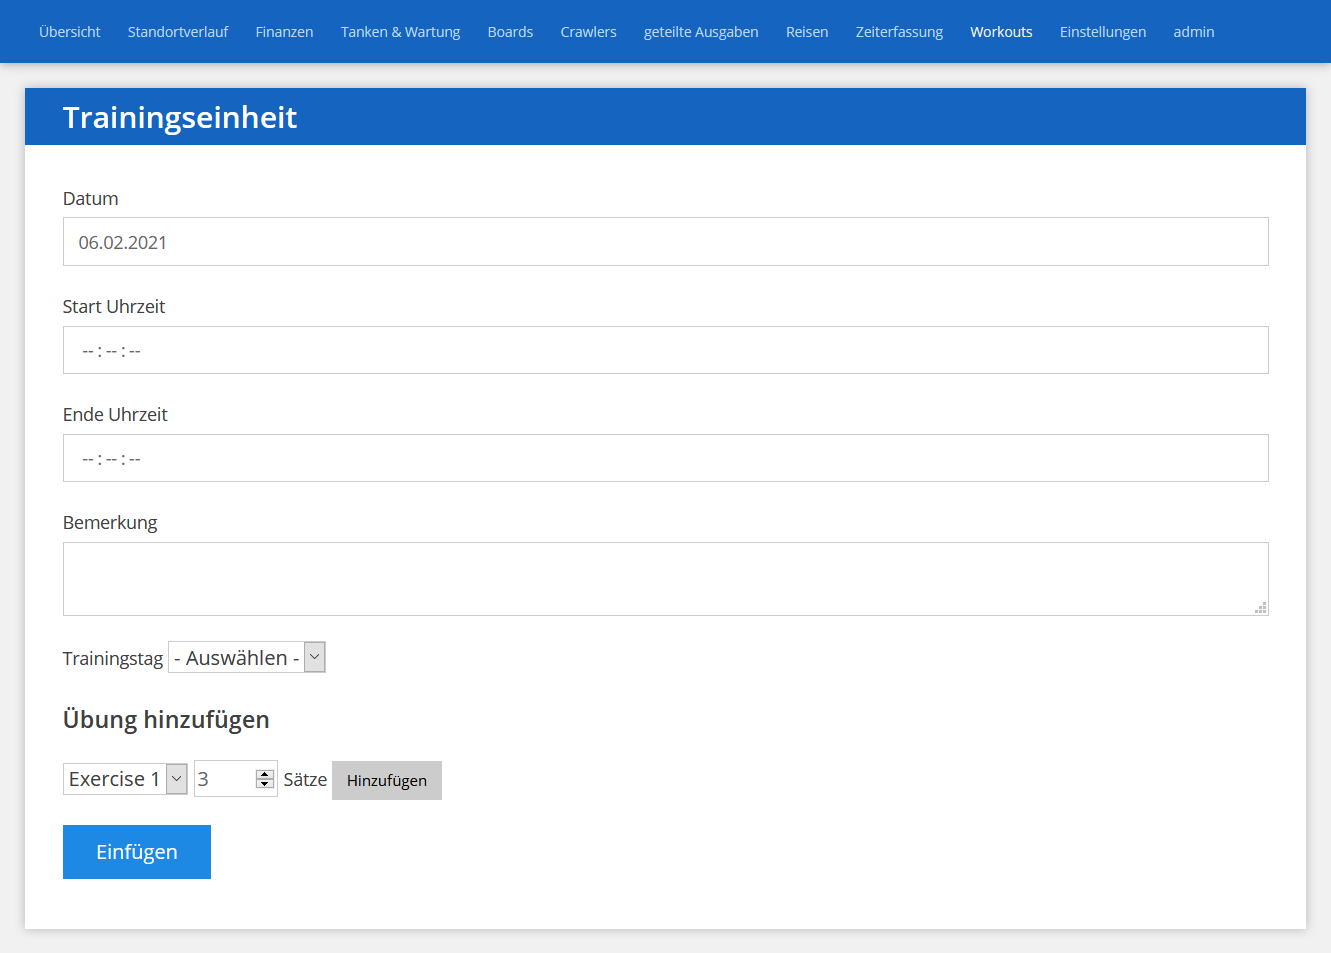 Übersicht Standortverlauf Finanzen Tanken & Wartung Boards Crawlers geteilte Ausgaben Reisen Zeiterfassung Workouts Einstellungen admin
Trainingseinheit
Datum
06.02.2021
Start Uhrzeit
-- : -- : --
Ende Uhrzeit
-- : -- : --
Bemerkung
Trainingstag - Auswählen -
Übung hinzufügen
Exercise 1 3 Sätze Hinzufügen
Einfügen